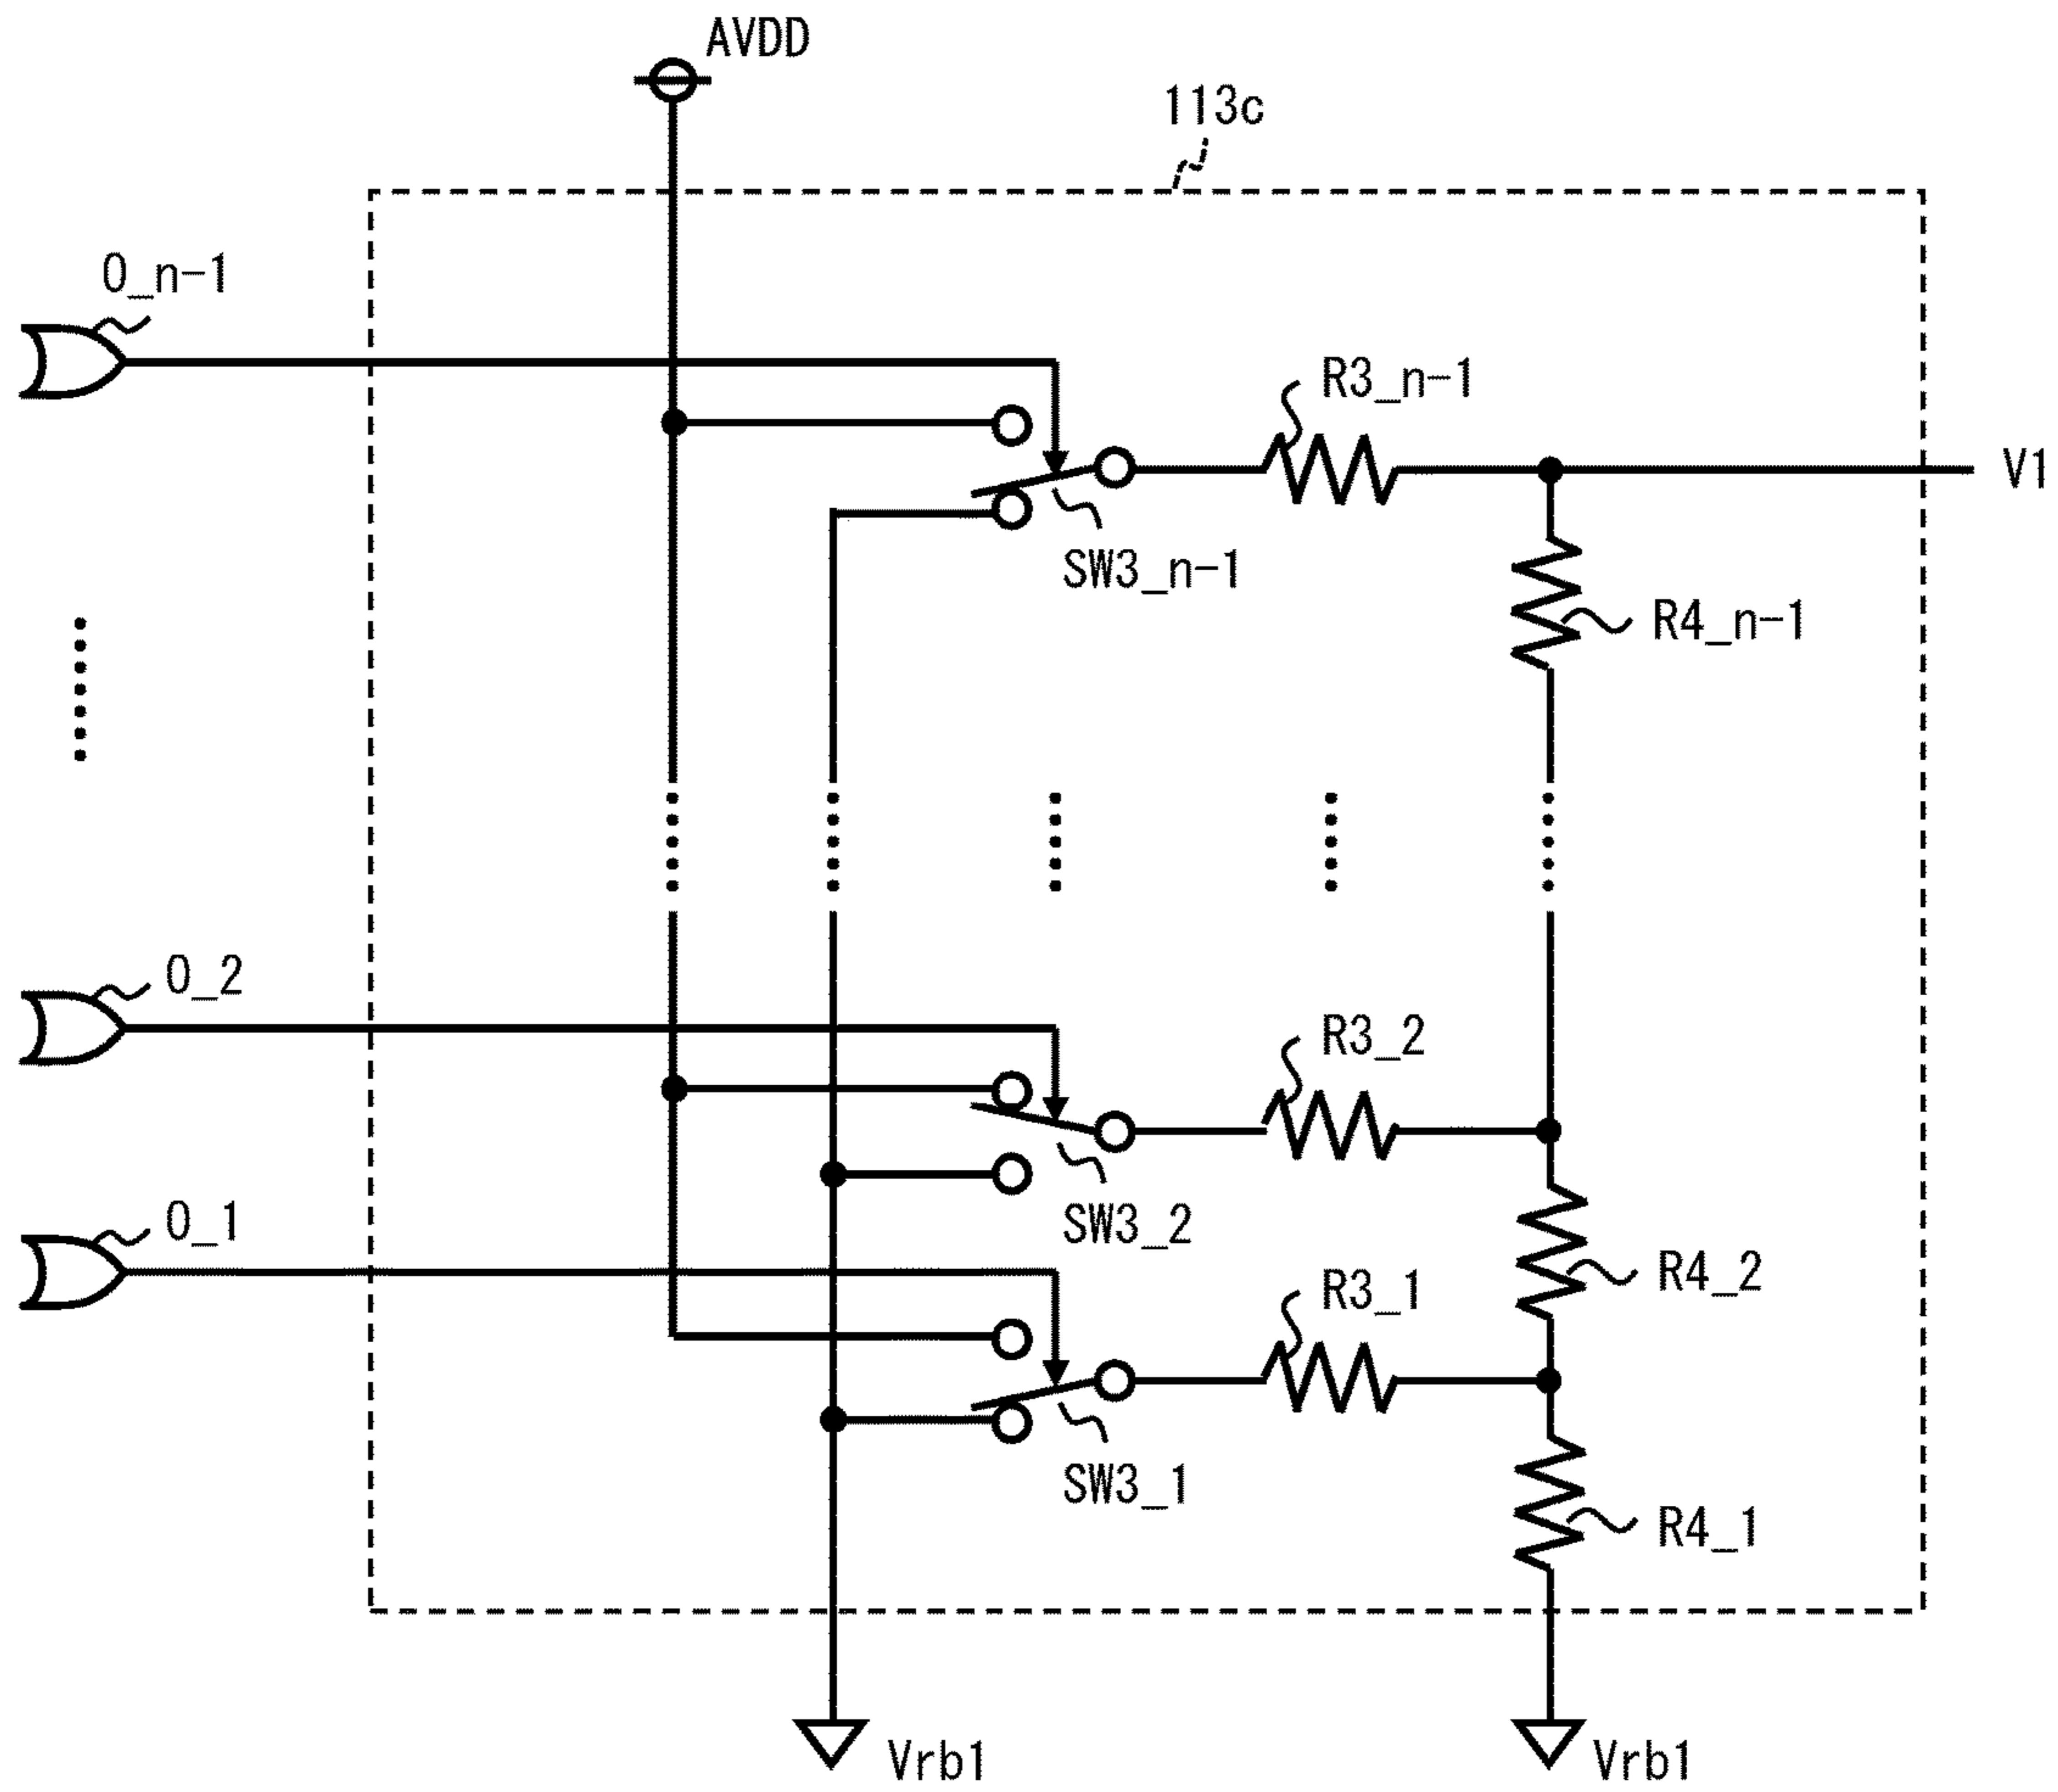 AVDD
113c
O_n-1
R3_n-1
V1
SW3_n-1
R4_n-1
O_2
R3_2
SW3_2
O_1
R3_1
R4_2
SW3_1
R4_1
Vrb1
Vrb1